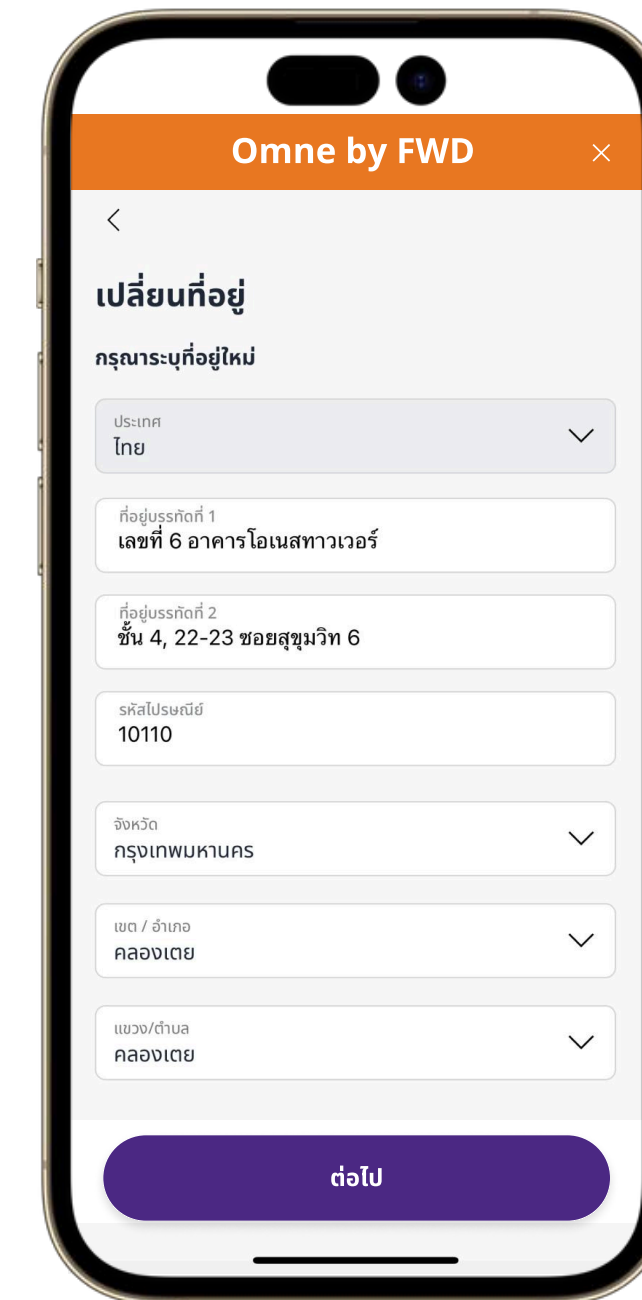 Omne by FWD
เปลี่ยนที่อยู่
กรุณาระบุที่อยู่ใหม่
ประเทศ
ไทย
ที่อยู่บรรทัดที่ 1
เลขที่ 6 อาคารโอเนสทาวเวอร์
ที่อยู่บรรทัดที่ 2
ชั้น 4, 22-23 ซอยสุขุมวิท 6
รหัสไปรษณีย์
10110
จังหวัด
กรุงเทพมหานคร
เขต / อำเภอ
คลองเตย
แขวง/ตำบล
คลองเตย
ต่อไป